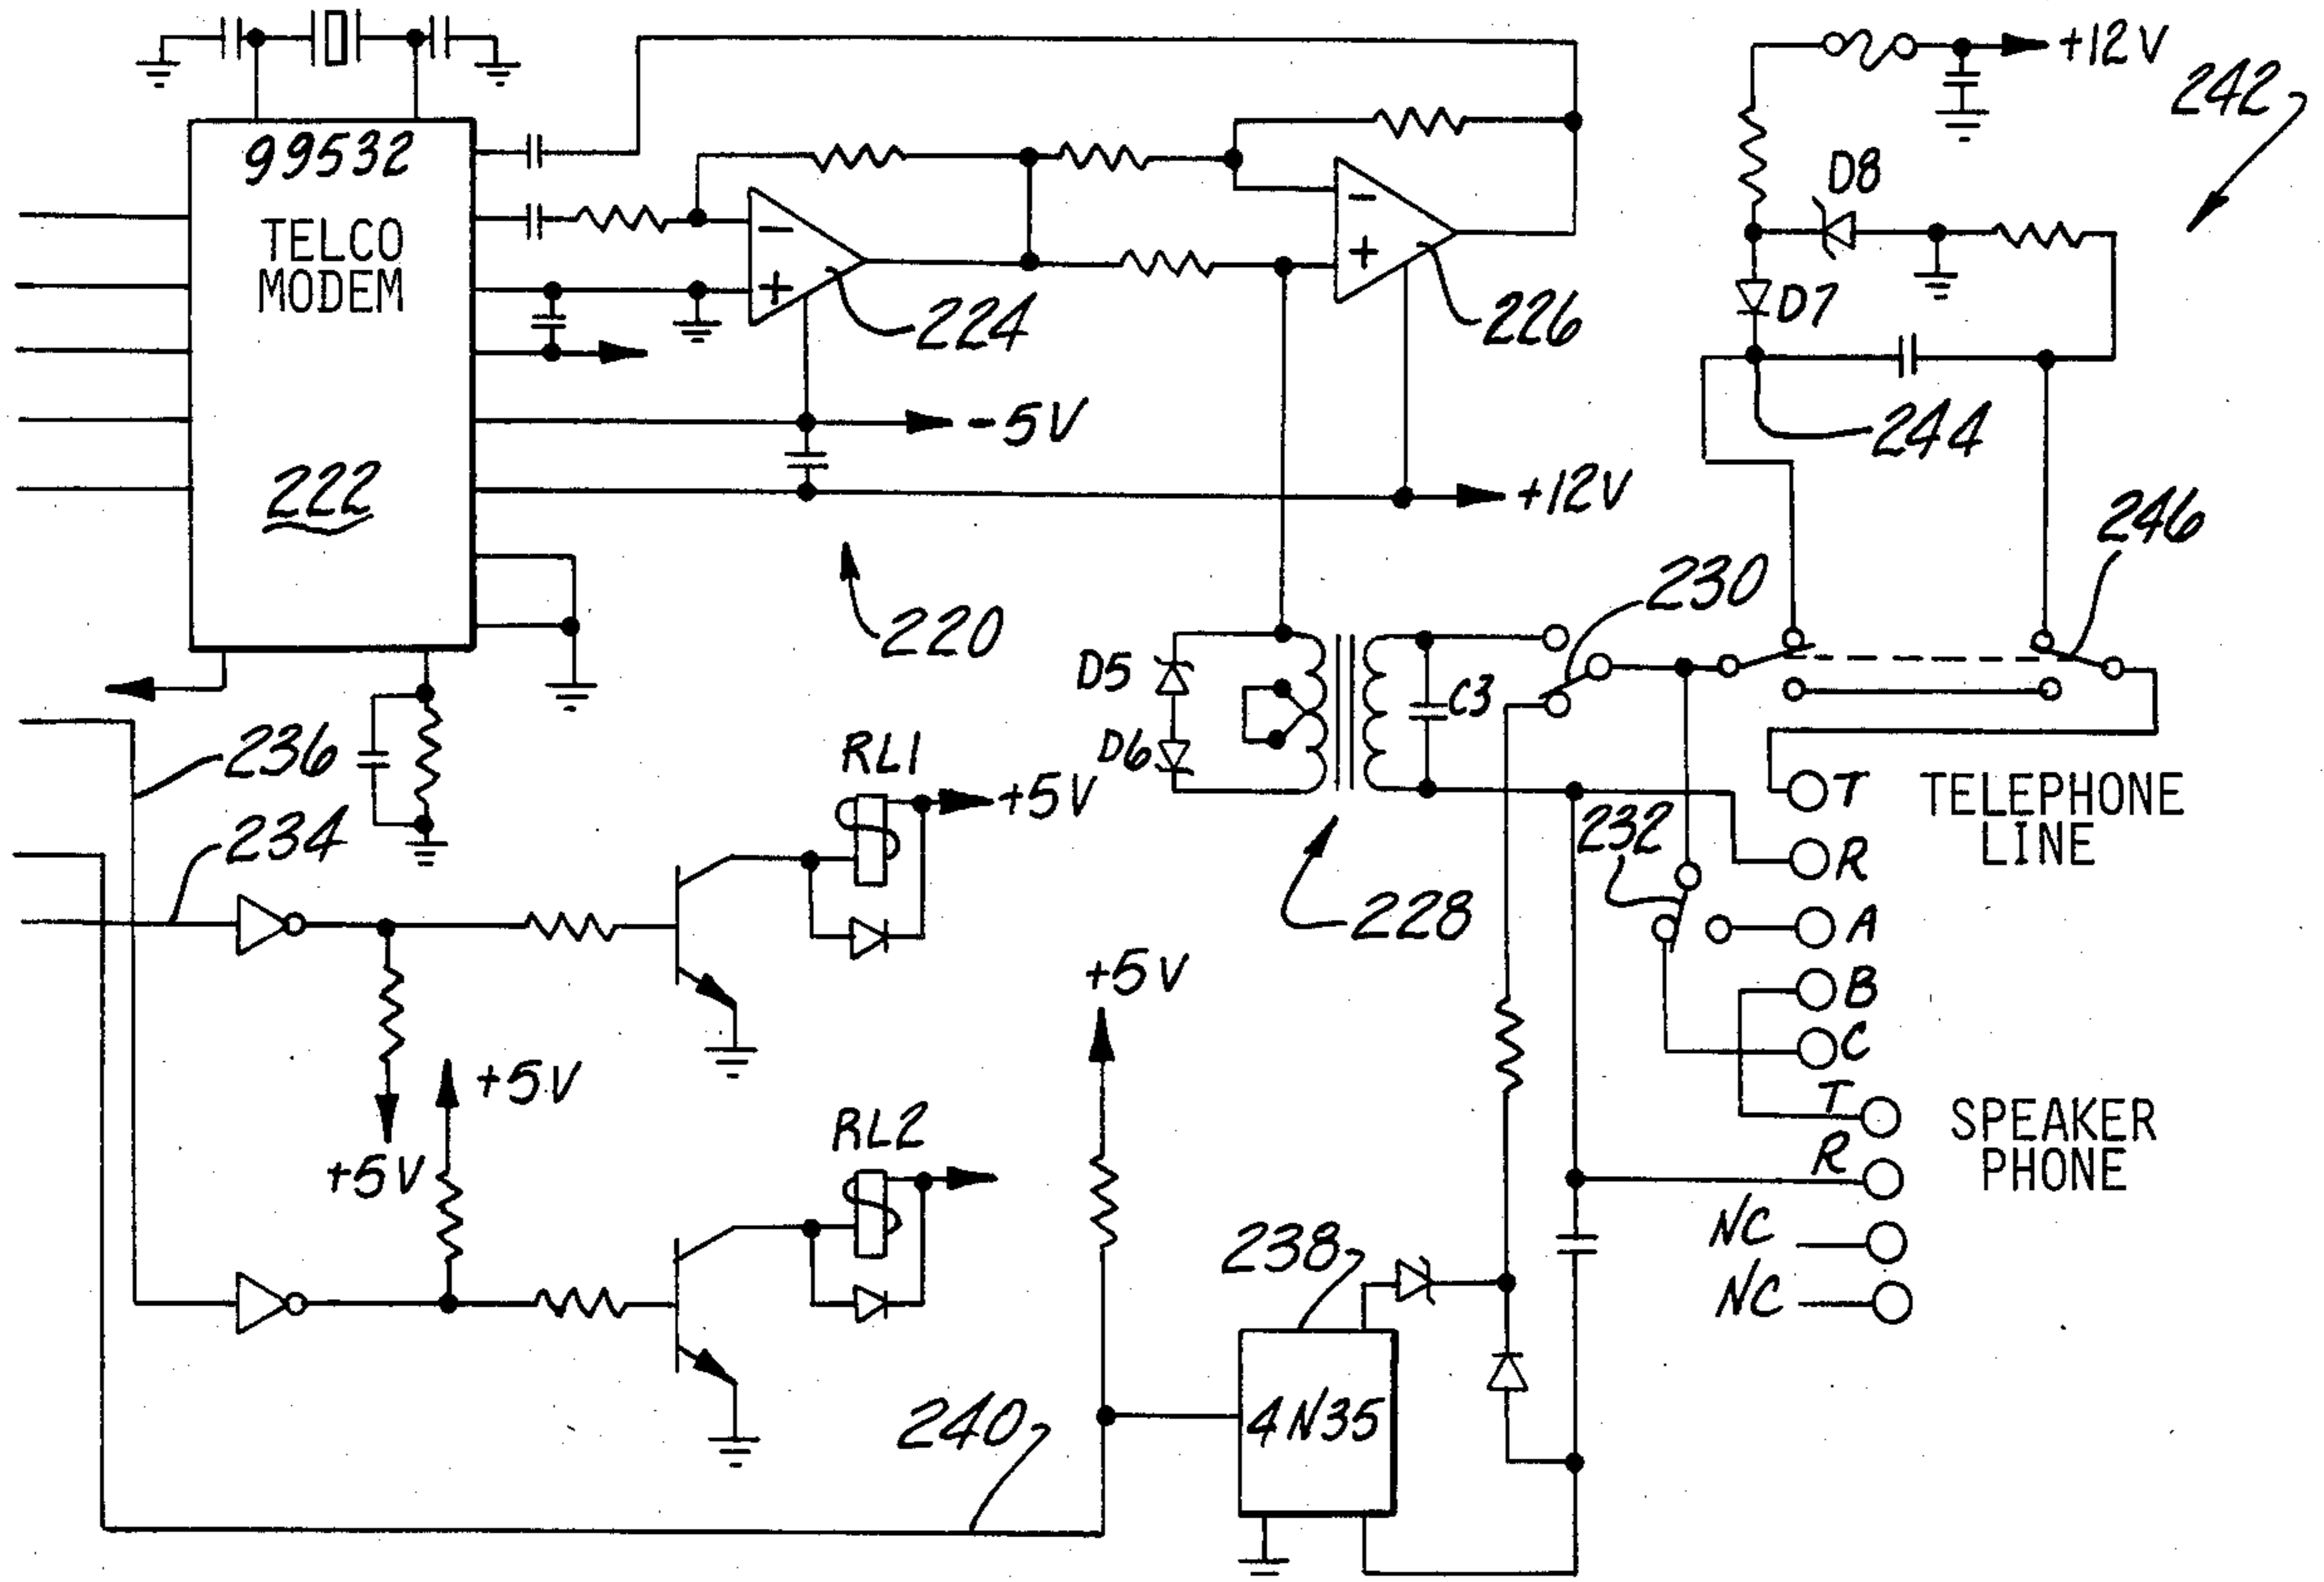 +12V
242
99532
TELCO
MODEM
222
-
+
224
-
+
226
D8
D7
244
-5V
+12V
220
230
246
D5
D6
C3
236
234
RL1
+5V
228
232
T
R
TELEPHONE
LINE
A
B
C
T
R
SPEAKER
PHONE
NC
NC
+5V
+5V
+5V
RL2
238
4N35
240